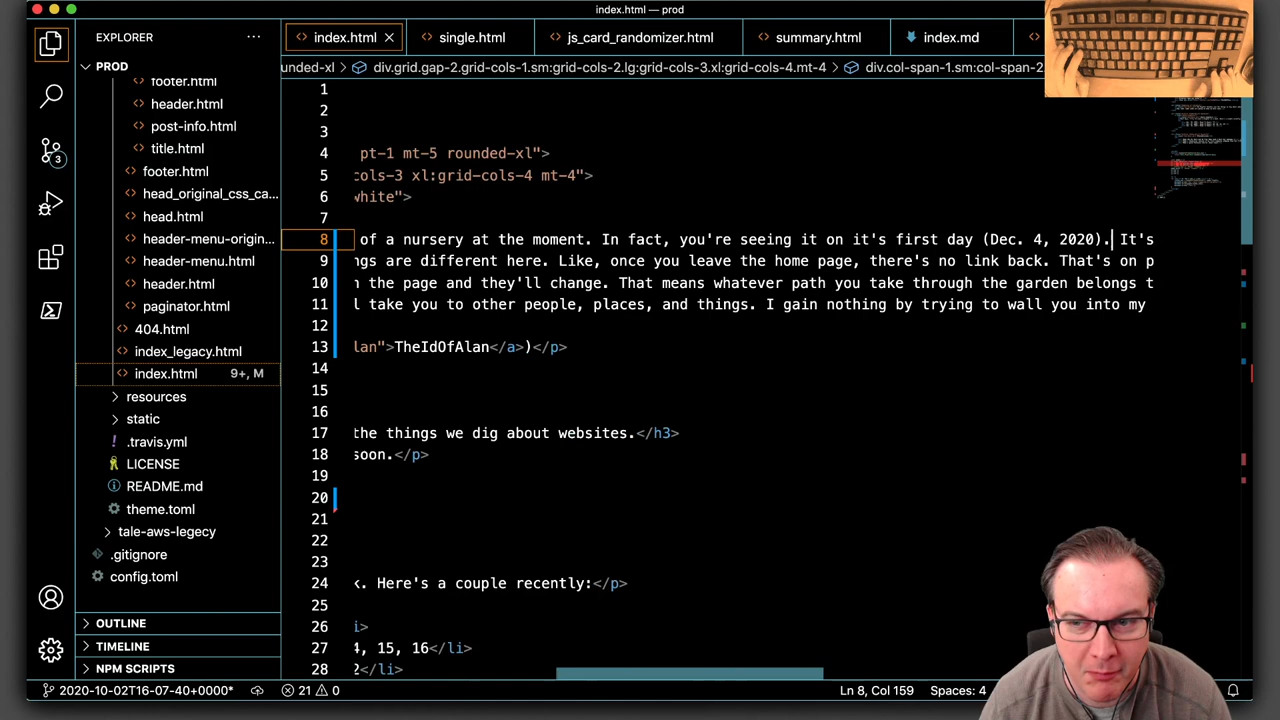 index.html — prod
EXPLORER
index.html
single.html
js_card_randomizer.html
summary.html
index.md
PROD
unded-xl > div.grid.gap-2.grid-cols-1.sm:grid-cols-2.lg:grid-cols-3.xl:grid-cols-4.mt-4 > div.col-span-1.sm:col-span-2.
footer.html
header.html
post-info.html
title.html
footer.html
head_original_css_ca...
head.html
header-menu-origin...
header-menu.html
header.html
paginator.html
404.html
index_legacy.html
index.html 9+, M
resources
static
.travis.yml
LICENSE
README.md
theme.toml
tale-aws-legacy
.gitignore
config.toml
OUTLINE
TIMELINE
NPM SCRIPTS
1
2
3
4 pt-1 mt-5 rounded-xl">
5 cols-3 xl:grid-cols-4 mt-4">
6 white">
7
8 of a nursery at the moment. In fact, you're seeing it on it's first day (Dec. 4, 2020). It's
9 ngs are different here. Like, once you leave the home page, there's no link back. That's on p
10 n the page and they'll change. That means whatever path you take through the garden belongs t
11 l take you to other people, places, and things. I gain nothing by trying to wall you into my
12
13 lan">TheIdOfAlan</a>)</p>
14
15
16
17 the things we dig about websites.</h3>
18 soon.</p>
19
20
21
22
23
24 k. Here's a couple recently:</p>
25
26 i>
27 4, 15, 16</li>
28 2</li>
3
2020-10-02T16-07-40+0000*
21
0
Ln 8, Col 159
Spaces: 4